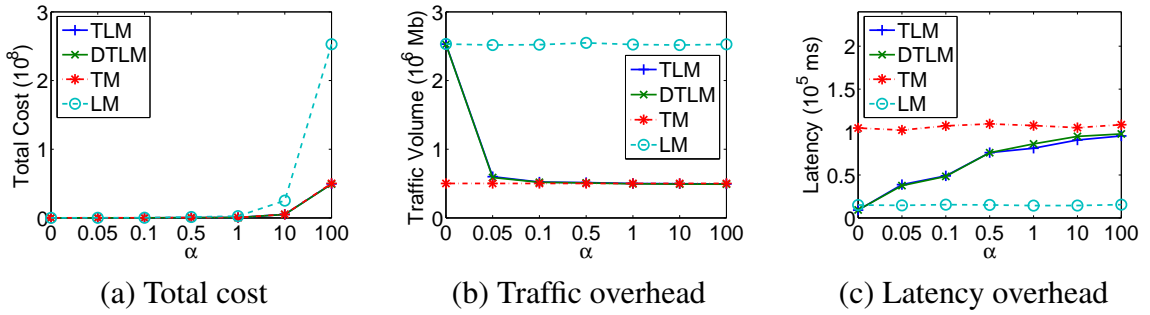 Total Cost (10^8)
3
2
1
0
TLM
DTLM
TM
LM
0 0.05 0.1 0.5 1 10 100
α
(a) Total cost
Traffic Volume (10^6 Mb)
3
2
1
0
TLM
DTLM
TM
LM
0 0.05 0.1 0.5 1 10 100
α
(b) Traffic overhead
Latency (10^5 ms)
2
1.5
1
0.5
0
TLM
DTLM
TM
LM
0 0.05 0.1 0.5 1 10 100
α
(c) Latency overhead